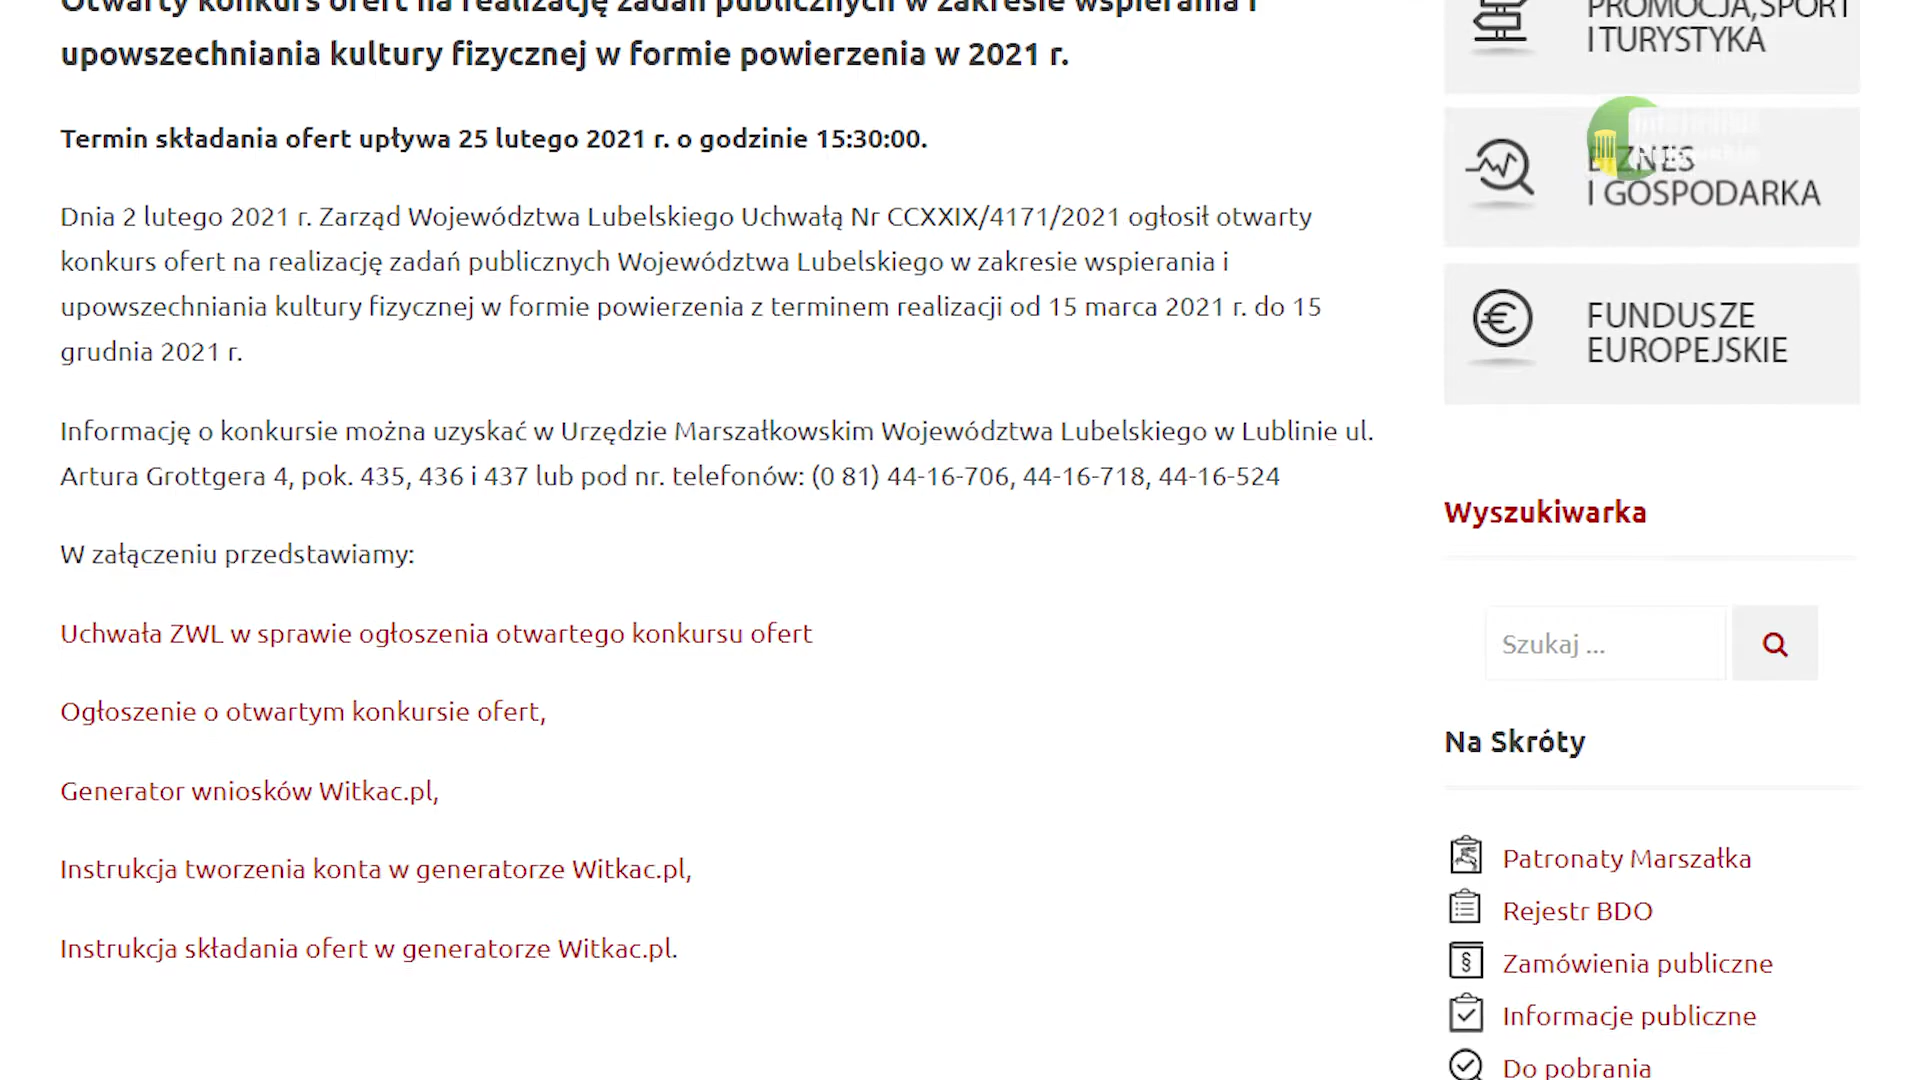 Otwarty konkurs ofert na realizację zadań publicznych w zakresie wspierania i
upowszechniania kultury fizycznej w formie powierzenia w 2021 r.
Termin składania ofert upływa 25 lutego 2021 r. o godzinie 15:30:00.
Dnia 2 lutego 2021 r. Zarząd Województwa Lubelskiego Uchwałą Nr CCXXIX/4171/2021 ogłosił otwarty
konkurs ofert na realizację zadań publicznych Województwa Lubelskiego w zakresie wspierania i
upowszechniania kultury fizycznej w formie powierzenia z terminem realizacji od 15 marca 2021 r. do 15
grudnia 2021 r.
Informację o konkursie można uzyskać w Urzędzie Marszałkowskim Województwa Lubelskiego w Lublinie ul.
Artura Grottgera 4, pok. 435, 436 i 437 lub pod nr. telefonów: (0 81) 44-16-706, 44-16-718, 44-16-524
W załączeniu przedstawiamy:
Uchwała ZWL w sprawie ogłoszenia otwartego konkursu ofert
Ogłoszenie o otwartym konkursie ofert,
Generator wniosków Witkac.pl,
Instrukcja tworzenia konta w generatorze Witkac.pl,
Instrukcja składania ofert w generatorze Witkac.pl.
PROMOCJA, SPORT
I TURYSTYKA
BIZNES
I GOSPODARKA
FUNDUSZE
EUROPEJSKIE
Wyszukiwarka
Szukaj ...
Na Skróty
Patronaty Marszałka
Rejestr BDO
Zamówienia publiczne
Informacje publiczne
Do pobrania